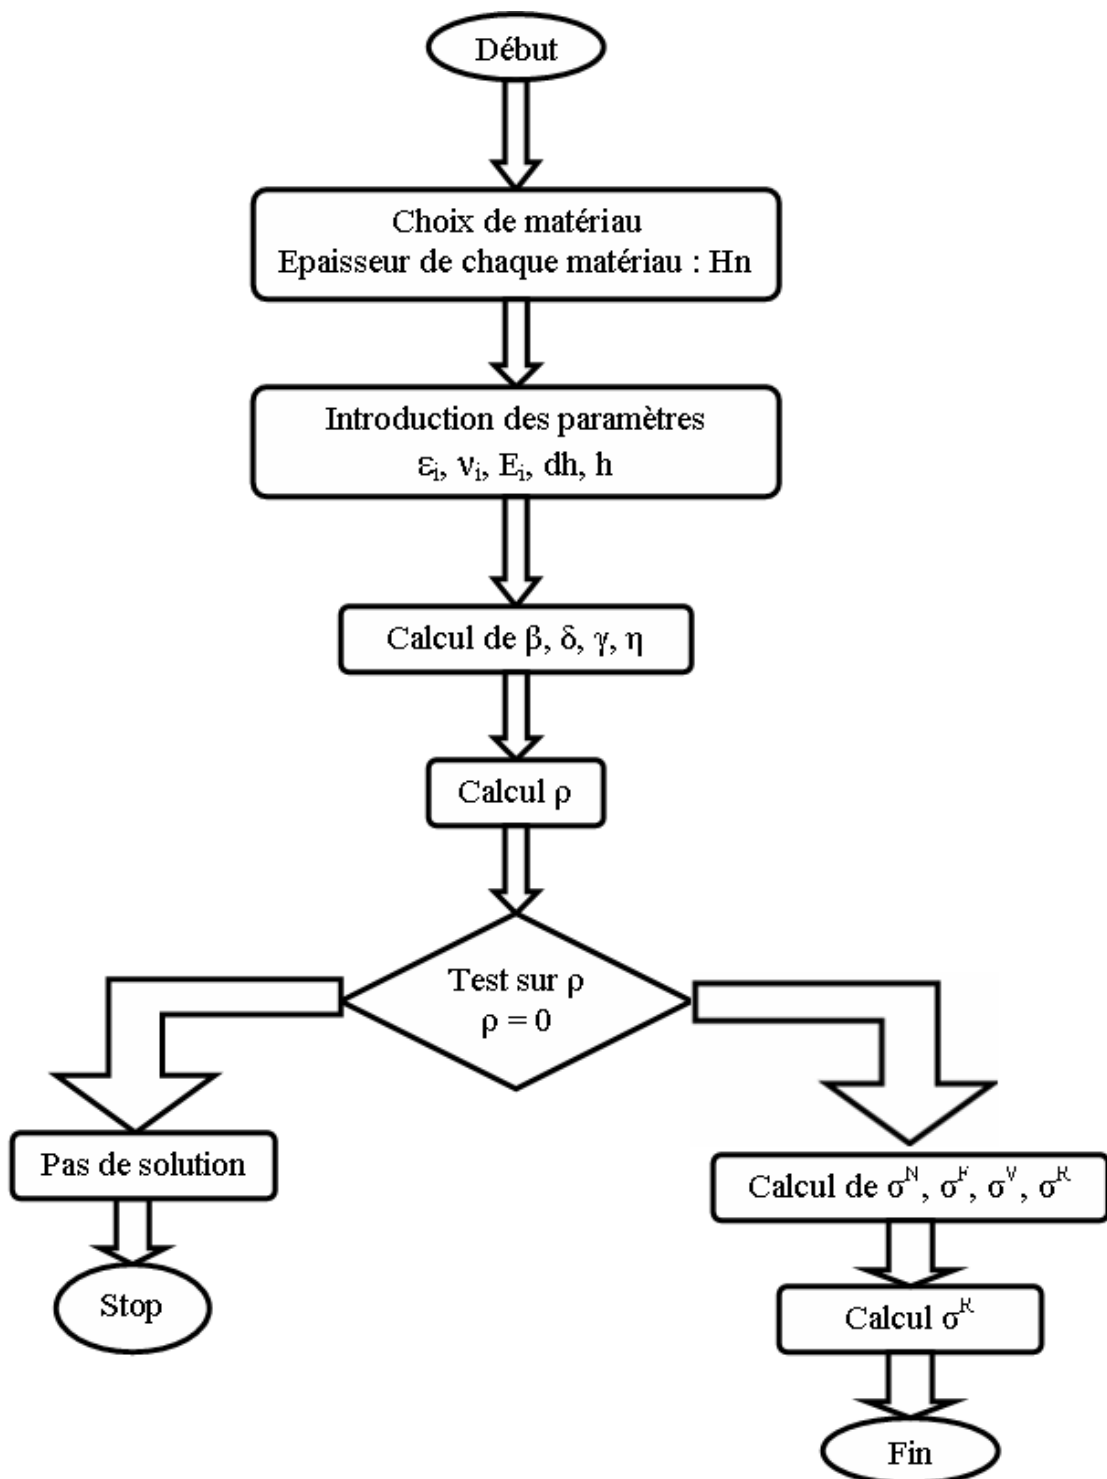 Début
Choix de matériau
Epaisseur de chaque matériau : Hn
Introduction des paramètres
εᵢ, νᵢ, Eᵢ, dh, h
Calcul de β, δ, γ, η
Calcul ρ
Test sur ρ
ρ = 0
Pas de solution
Calcul de σᴺ, σᶠ, σⱽ, σᴿ
Stop
Calcul σᴿ
Fin